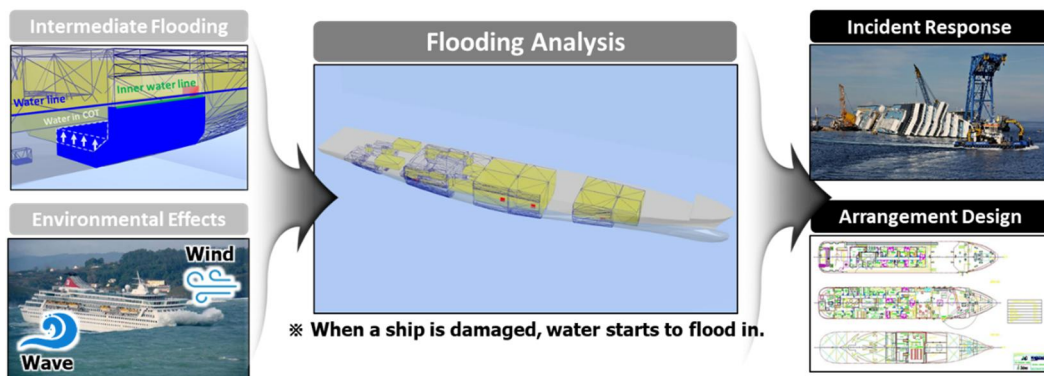 Intermediate Flooding
Inner water line
Water line
Water in COT
Environmental Effects
Wind
Wave
Flooding Analysis
※ When a ship is damaged, water starts to flood in.
Incident Response
Arrangement Design